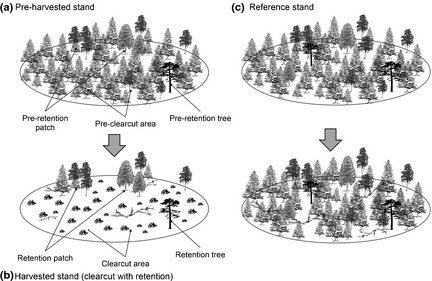 (a) Pre-harvested stand
(c) Reference stand
Pre-retention
patch
Pre-clearcut area
Pre-retention tree
Retention patch
Clearcut area
Retention tree
(b) Harvested stand (clearcut with retention)